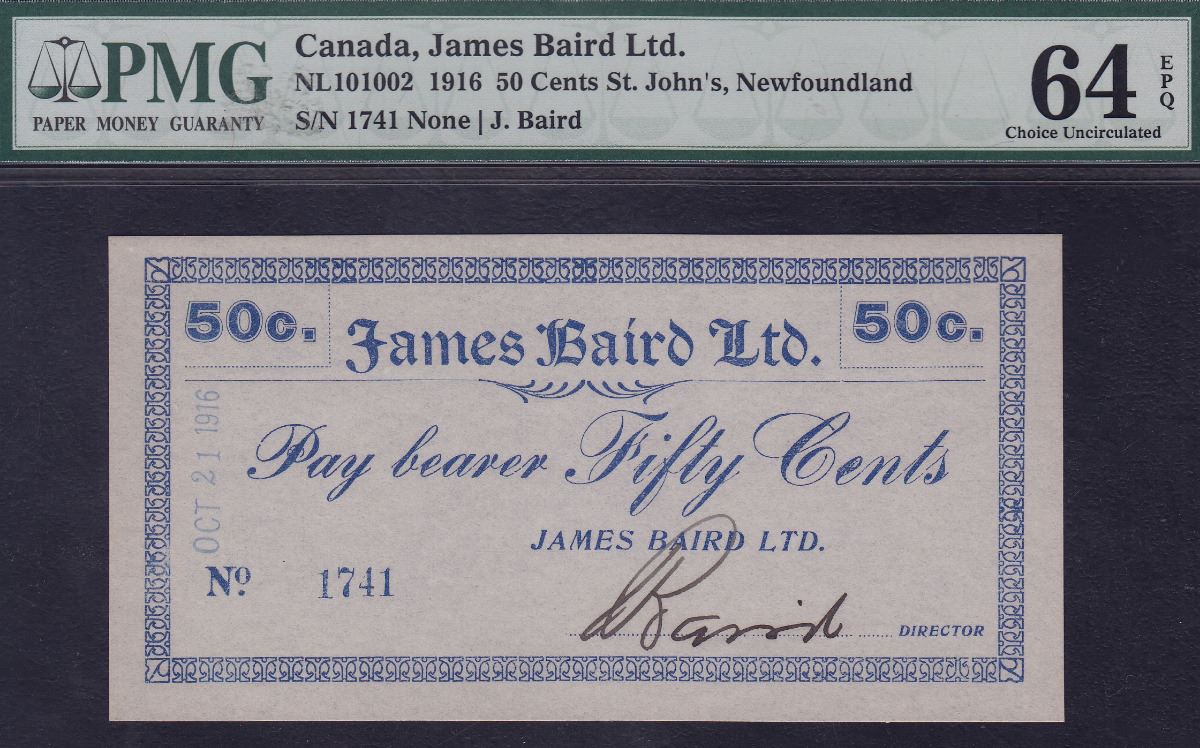 PMG
PAPER MONEY GUARANTY
Canada, James Baird Ltd.
NL101002 1916 50 Cents St. John's, Newfoundland
S/N 1741 None | J. Baird
64 EPQ
Choice Uncirculated
50c.
James Baird Ltd.
50c.
OCT 21 1916
Pay bearer Fifty Cents
JAMES BAIRD LTD.
Nº 1741
J Baird
DIRECTOR